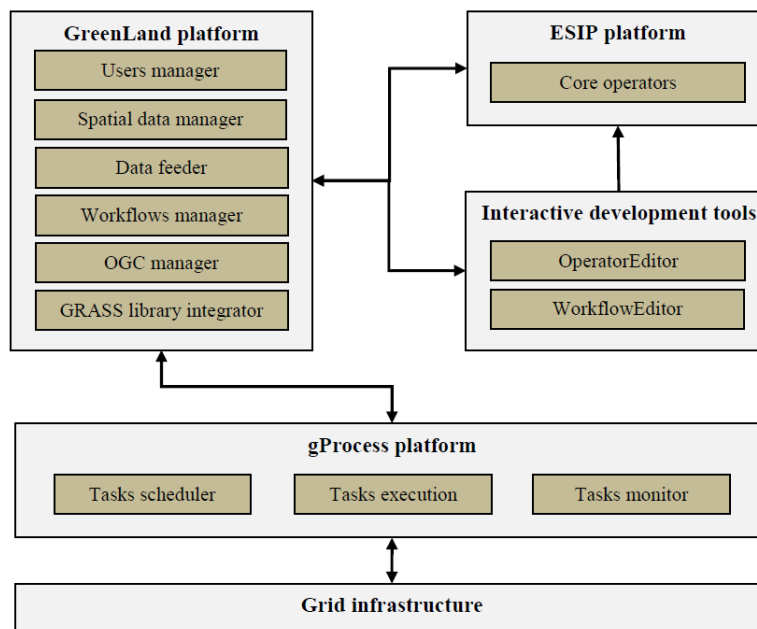 GreenLand platform
Users manager
Spatial data manager
Data feeder
Workflows manager
OGC manager
GRASS library integrator
ESIP platform
Core operators
Interactive development tools
OperatorEditor
WorkflowEditor
gProcess platform
Tasks scheduler
Tasks execution
Tasks monitor
Grid infrastructure